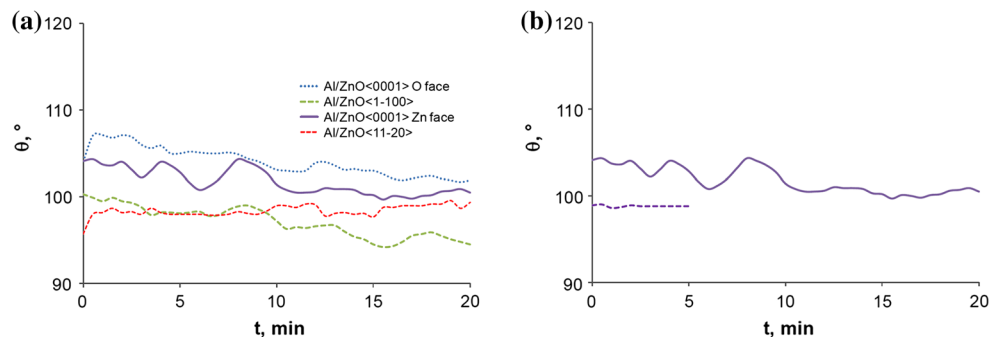 (a)
120
110
100
90
θ, °
Al/ZnO<0001> O face
Al/ZnO<1-100>
Al/ZnO<0001> Zn face
Al/ZnO<11-20>
0 5 10 15 20
t, min
(b)
120
110
100
90
θ, °
0 5 10 15 20
t, min